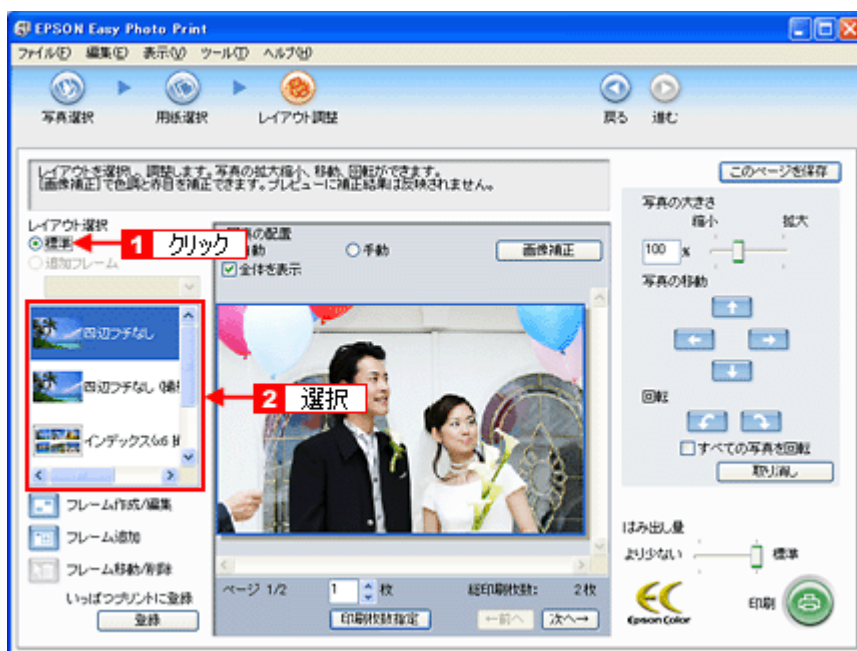 EPSON Easy Photo Print
ファイル(F) 編集(E) 表示(V) ツール(T) ヘルプ(H)
写真選択 用紙選択 レイアウト調整 戻る 進む
レイアウトを選択し、調整します。写真の拡大縮小、移動、回転ができます。
[画像補正]で色調と赤目を補正できます。プレビューに補正結果は反映されません。
このページを保存
レイアウト選択
標準
追加フレーム
1 クリック
手動
画像補正
全体を表示
四辺フチなし
四辺フチなし
インデックス
2 選択
フレーム作成/編集
フレーム追加
フレーム移動/削除
いっぱつプリントに登録
登録
ページ 1/2
1 枚
総印刷枚数: 2枚
印刷枚数指定
←前へ 次へ→
写真の大きさ
縮小 拡大
100 %
写真の移動
回転
すべての写真を回転
取り消し
はみ出し量
より少ない 標準
Epson Color
印刷